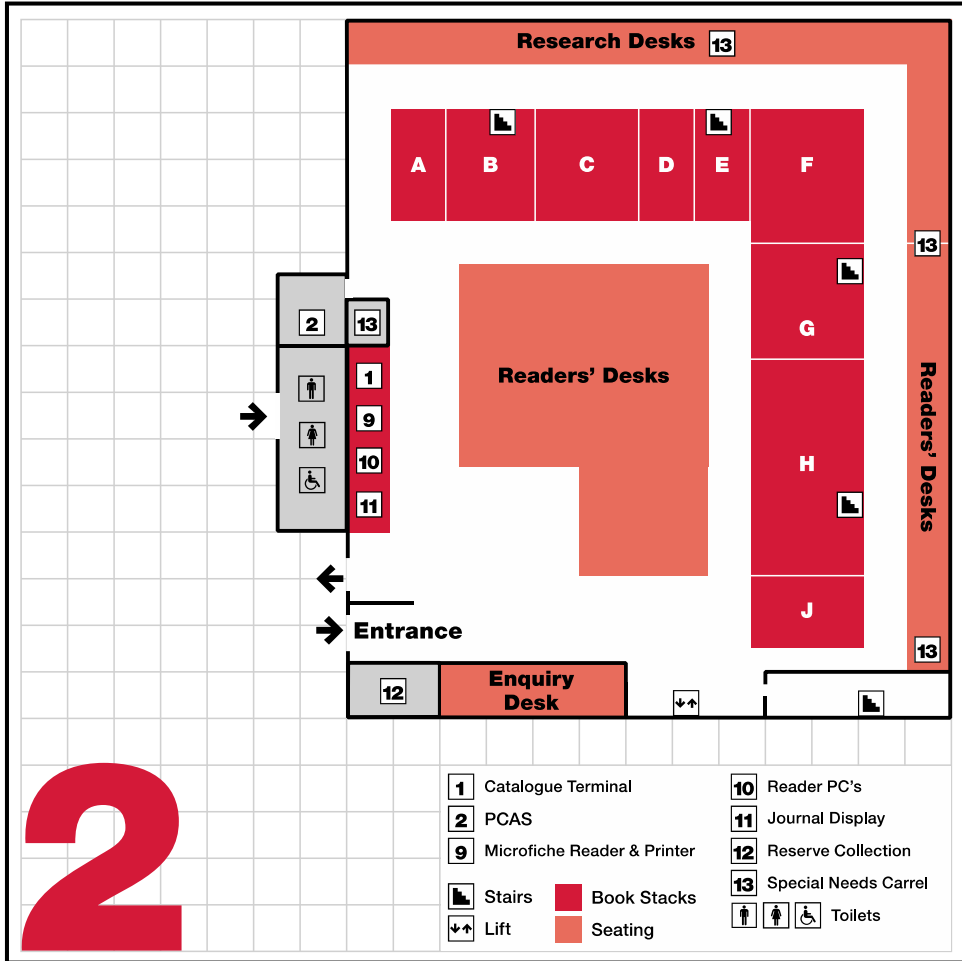 Research Desks 13
A B C D E F
13
G
2 13
1
9
10
11
Readers’ Desks
H
Readers’ Desks
J
Entrance
13
12
Enquiry
Desk
2
1 Catalogue Terminal
2 PCAS
9 Microfiche Reader & Printer
Stairs
Book Stacks
Lift
Seating
10 Reader PC’s
11 Journal Display
12 Reserve Collection
13 Special Needs Carrel
Toilets